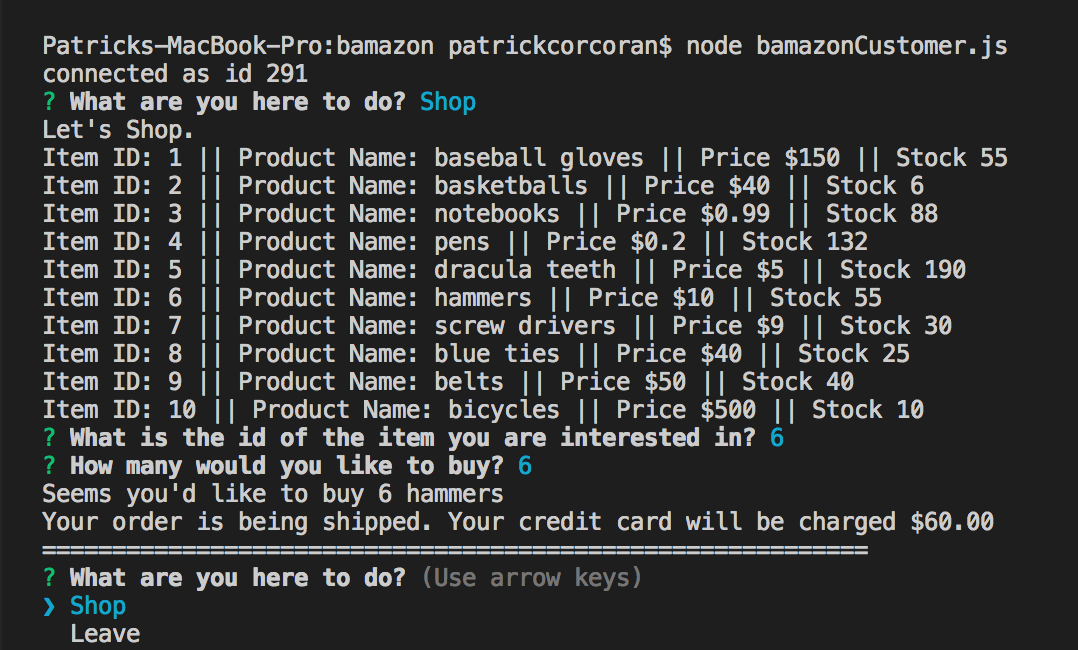 Patricks-MacBook-Pro:bamazon patrickcorcoran$ node bamazonCustomer.js
connected as id 291
? What are you here to do? Shop
Let's Shop.
Item ID: 1 || Product Name: baseball gloves || Price $150 || Stock 55
Item ID: 2 || Product Name: basketballs || Price $40 || Stock 6
Item ID: 3 || Product Name: notebooks || Price $0.99 || Stock 88
Item ID: 4 || Product Name: pens || Price $0.2 || Stock 132
Item ID: 5 || Product Name: dracula teeth || Price $5 || Stock 190
Item ID: 6 || Product Name: hammers || Price $10 || Stock 55
Item ID: 7 || Product Name: screw drivers || Price $9 || Stock 30
Item ID: 8 || Product Name: blue ties || Price $40 || Stock 25
Item ID: 9 || Product Name: belts || Price $50 || Stock 40
Item ID: 10 || Product Name: bicycles || Price $500 || Stock 10
? What is the id of the item you are interested in? 6
? How many would you like to buy? 6
Seems you'd like to buy 6 hammers
Your order is being shipped. Your credit card will be charged $60.00
===========================================================
? What are you here to do? (Use arrow keys)
❯ Shop
  Leave